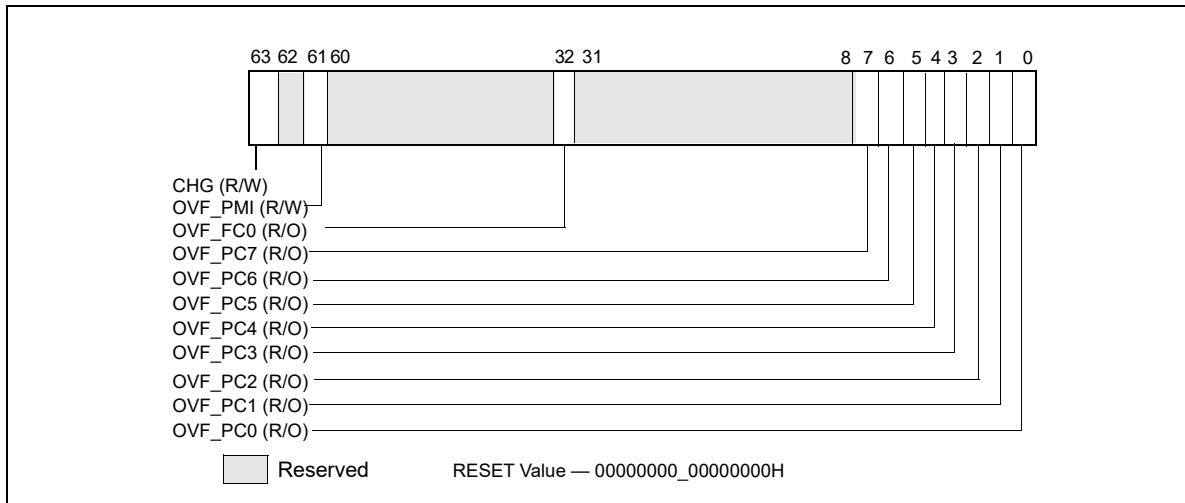 63 62 61 60 32 31 8 7 6 5 4 3 2 1 0
CHG (R/W)
OVF_PMI (R/W)
OVF_FC0 (R/O)
OVF_PC7 (R/O)
OVF_PC6 (R/O)
OVF_PC5 (R/O)
OVF_PC4 (R/O)
OVF_PC3 (R/O)
OVF_PC2 (R/O)
OVF_PC1 (R/O)
OVF_PC0 (R/O)
Reserved RESET Value — 00000000_00000000H